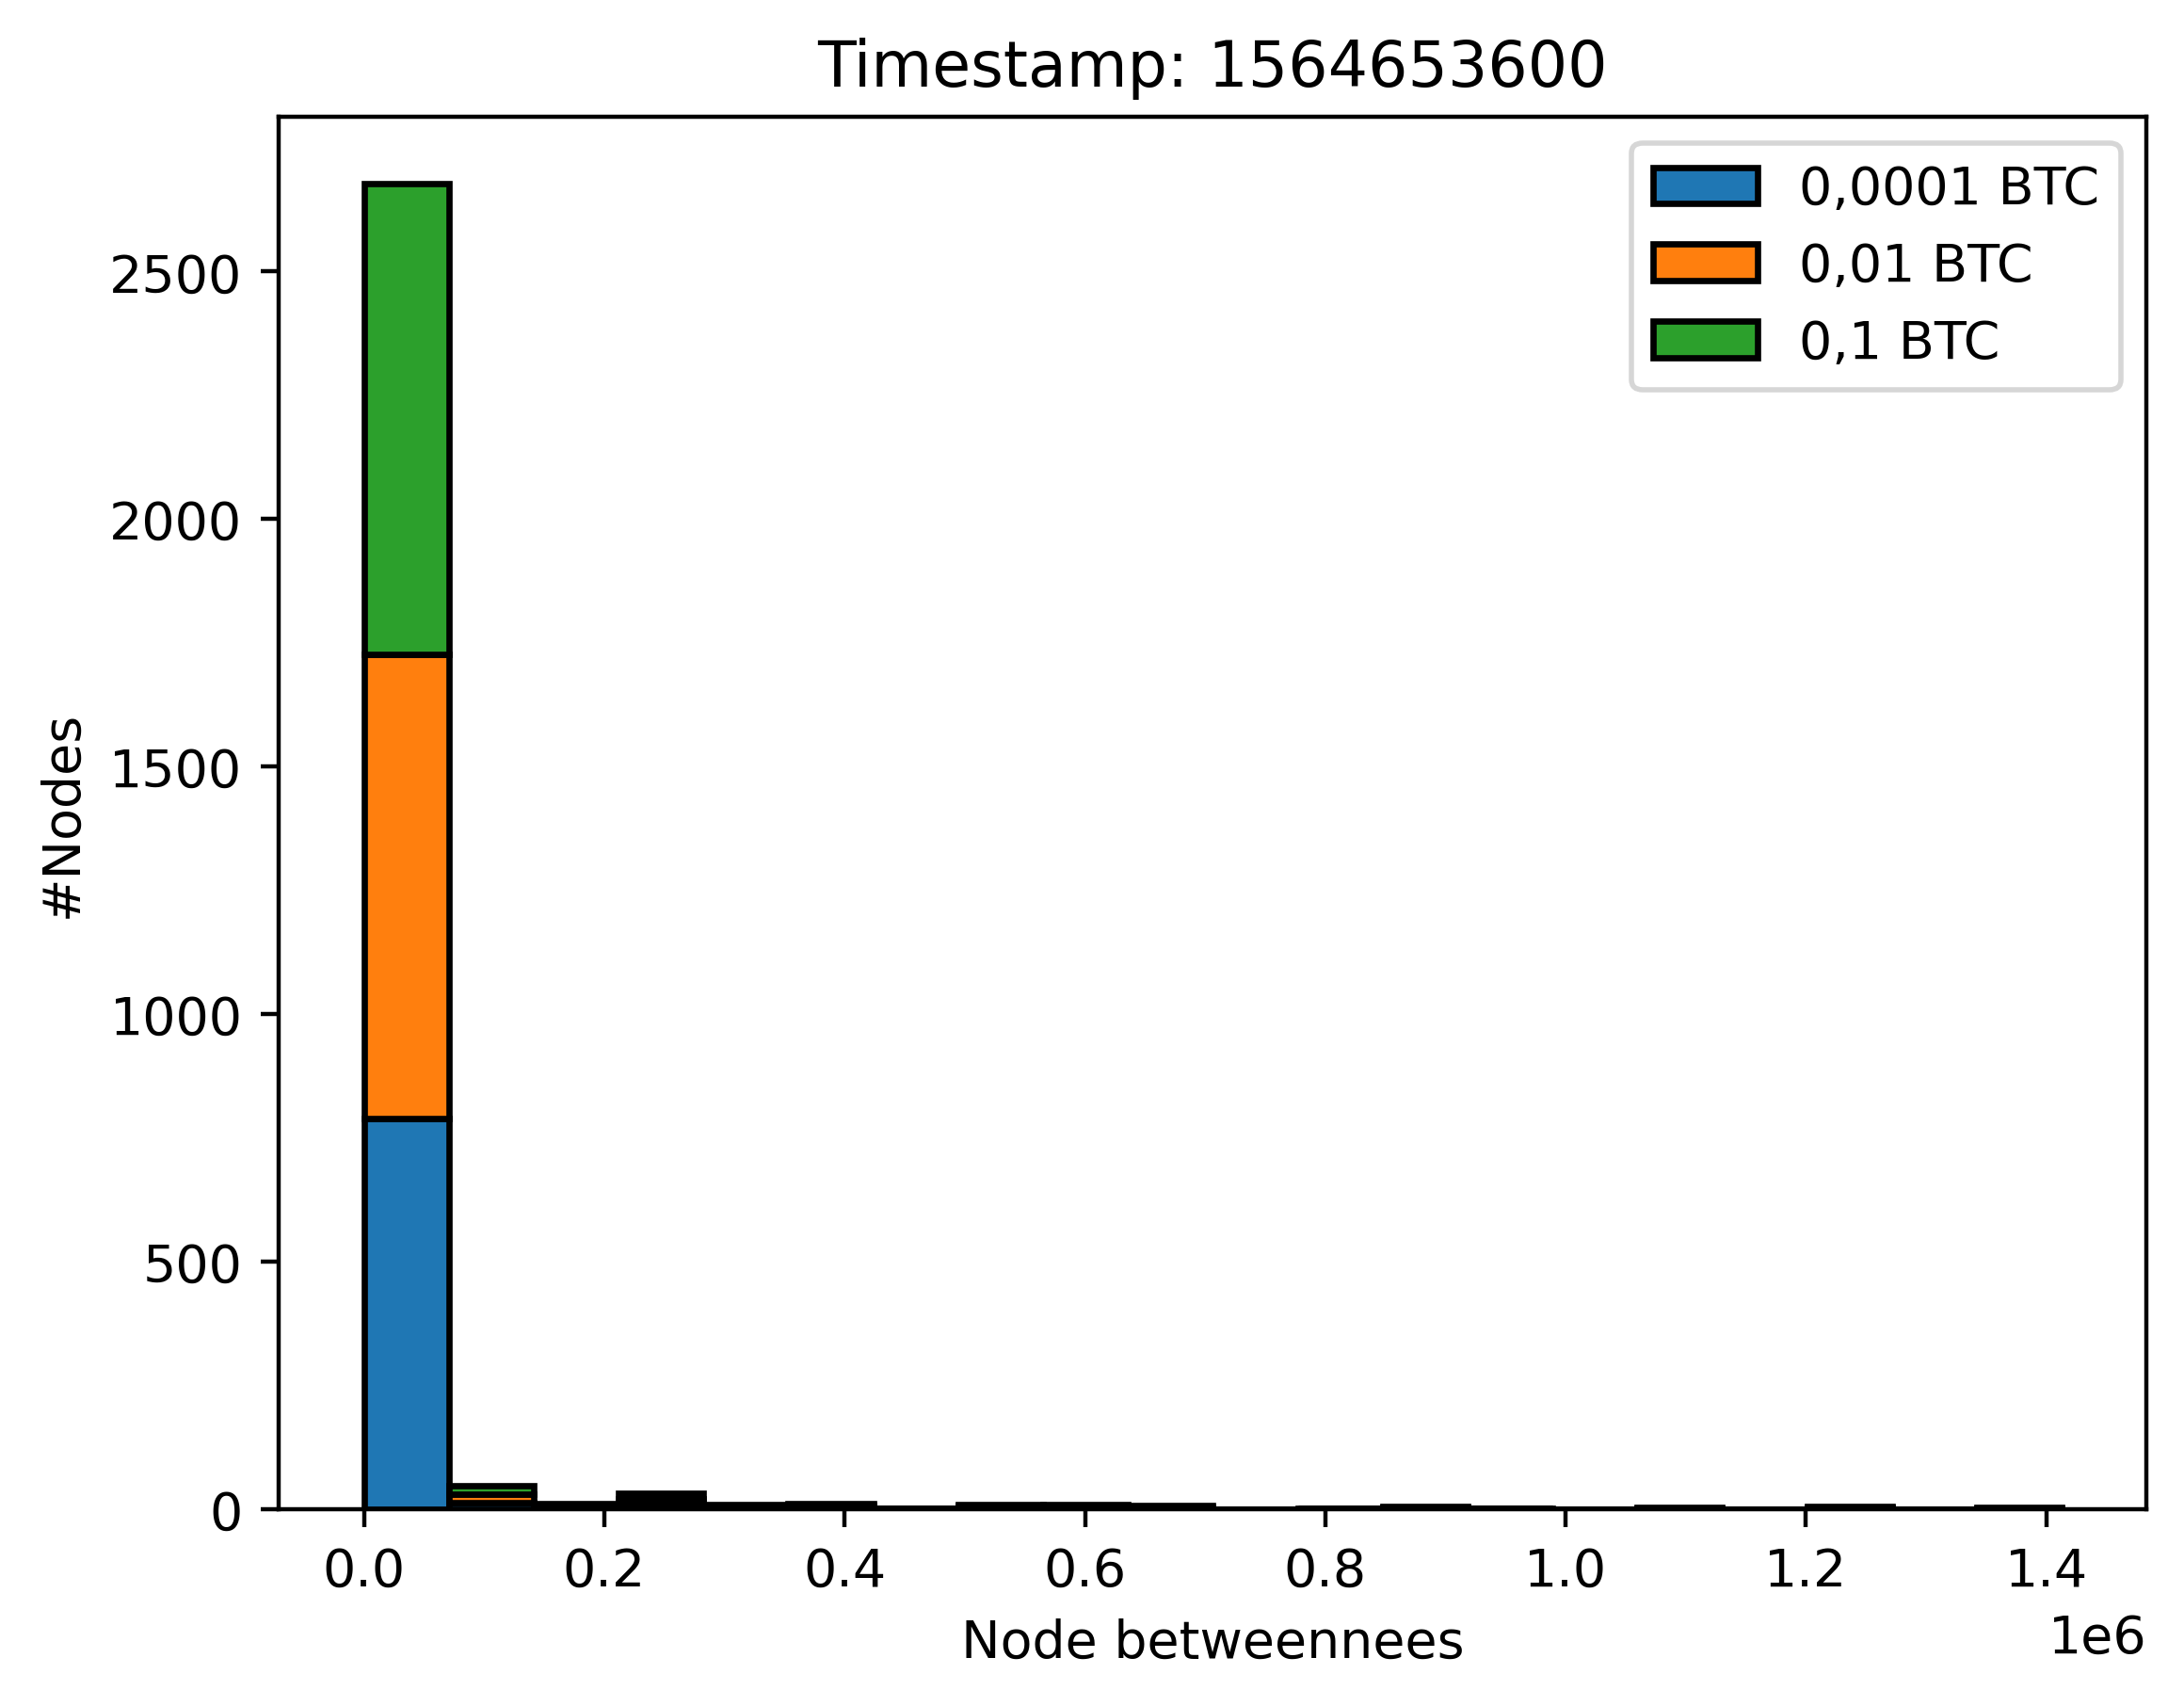 Timestamp: 1564653600
0,0001 BTC
0,01 BTC
0,1 BTC
#Nodes
2500
2000
1500
1000
500
0
0.0 0.2 0.4 0.6 0.8 1.0 1.2 1.4
1e6
Node betweennees